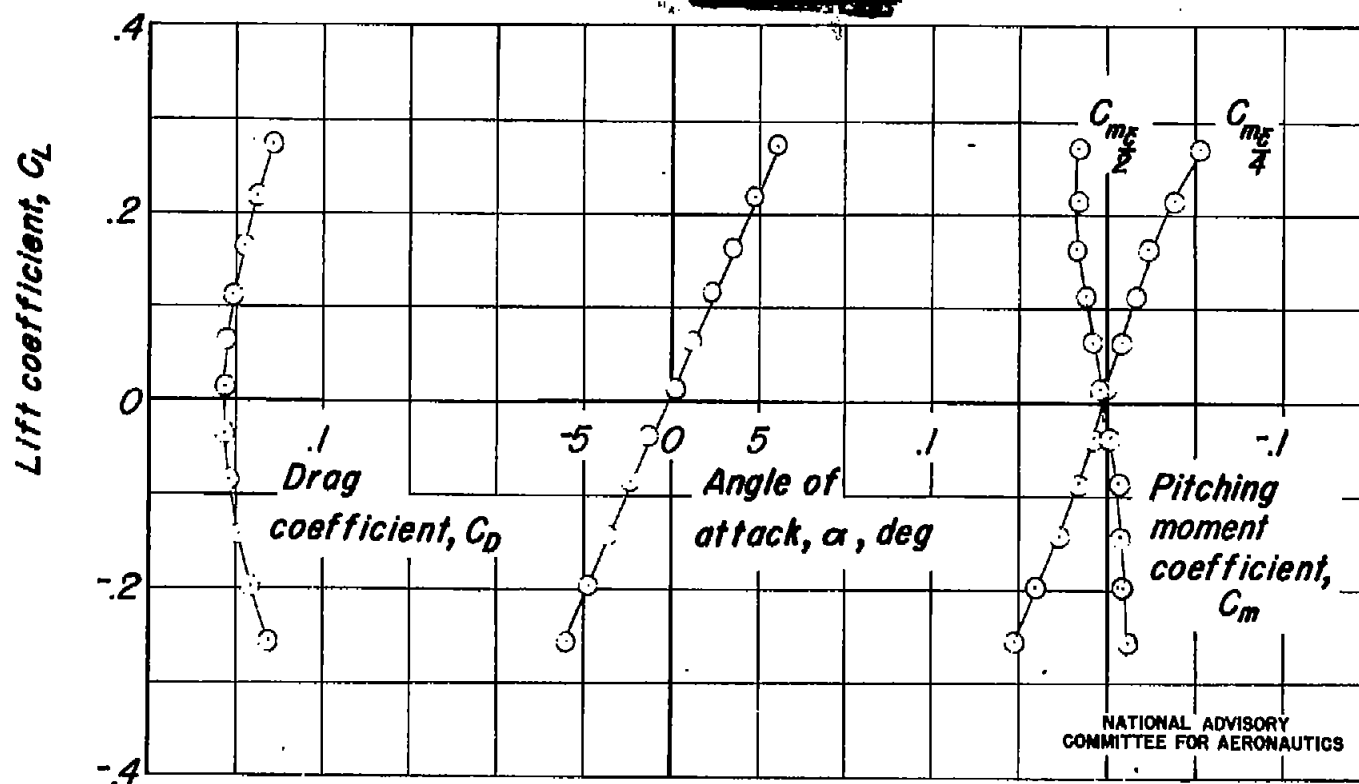 .4
.2
0
-.2
-.4
Lift coefficient, C_L
.1
Drag
coefficient, C_D
-5 0 5
Angle of
attack, α, deg
.1
-.1
Pitching
moment
coefficient,
C_m
C_m c̄/2
C_m c̄/4
NATIONAL ADVISORY
COMMITTEE FOR AERONAUTICS